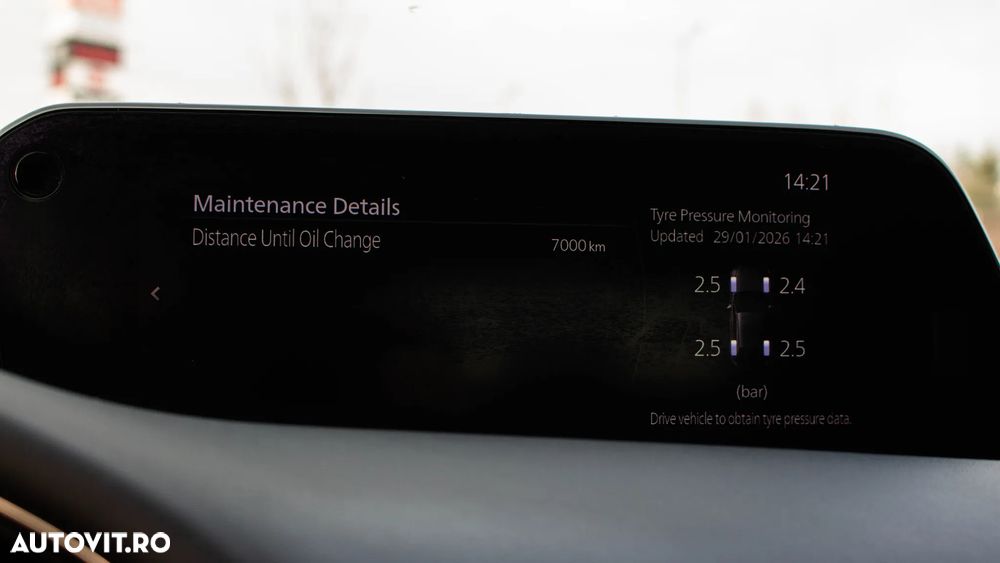 14:21
Maintenance Details
Distance Until Oil Change 7000 km
Tyre Pressure Monitoring
Updated 29/01/2026 14:21
2.5 2.4
2.5 2.5
(bar)
Drive vehicle to obtain tyre pressure data.
AUTOVIT.RO